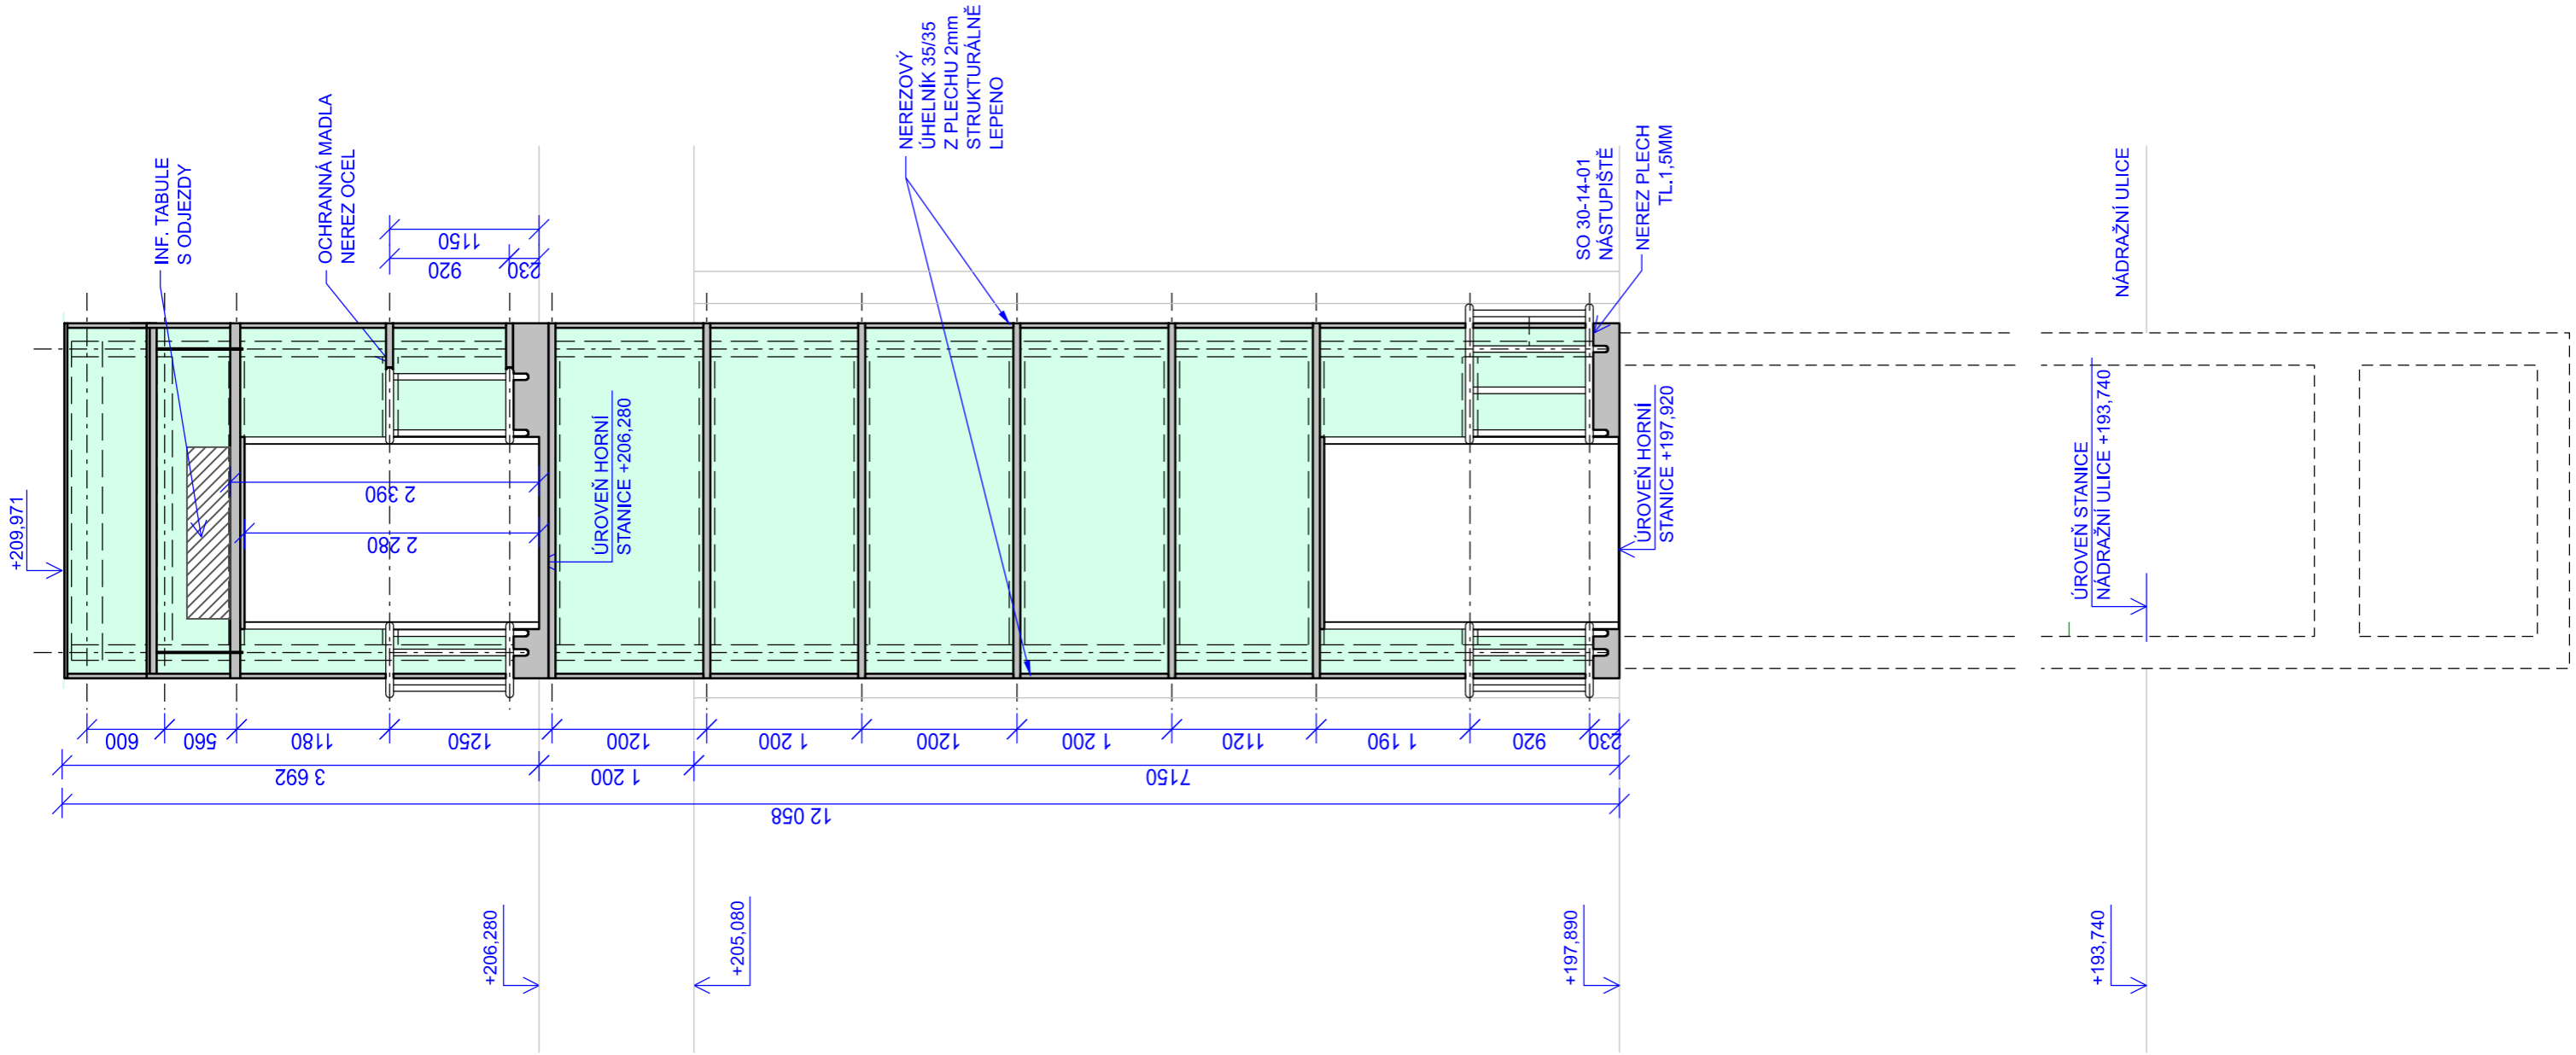 +209,971
INF. TABULE
S ODJEZDY
OCHRANNÁ MADLA
NEREZ OCEL
1150
920
230
NEREZOVÝ
ÚHELNÍK 35/35
Z PLECHU 2mm
STRUKTURÁLNĚ
LEPENO
SO 30-14-01
NÁSTUPIŠTĚ
NEREZ PLECH
TL.1,5MM
NÁDRAŽNÍ ULICE
2 390
2 280
ÚROVEŇ HORNÍ
STANICE +206,280
ÚROVEŇ HORNÍ
STANICE +197,920
ÚROVEŇ STANICE
NÁDRAŽNÍ ULICE +193,740
600
560
1180
1250
1200
1 200
1200
1 200
1120
1 190
920
230
3 692
1 200
7150
12 058
+206,280
+205,080
+197,890
+193,740